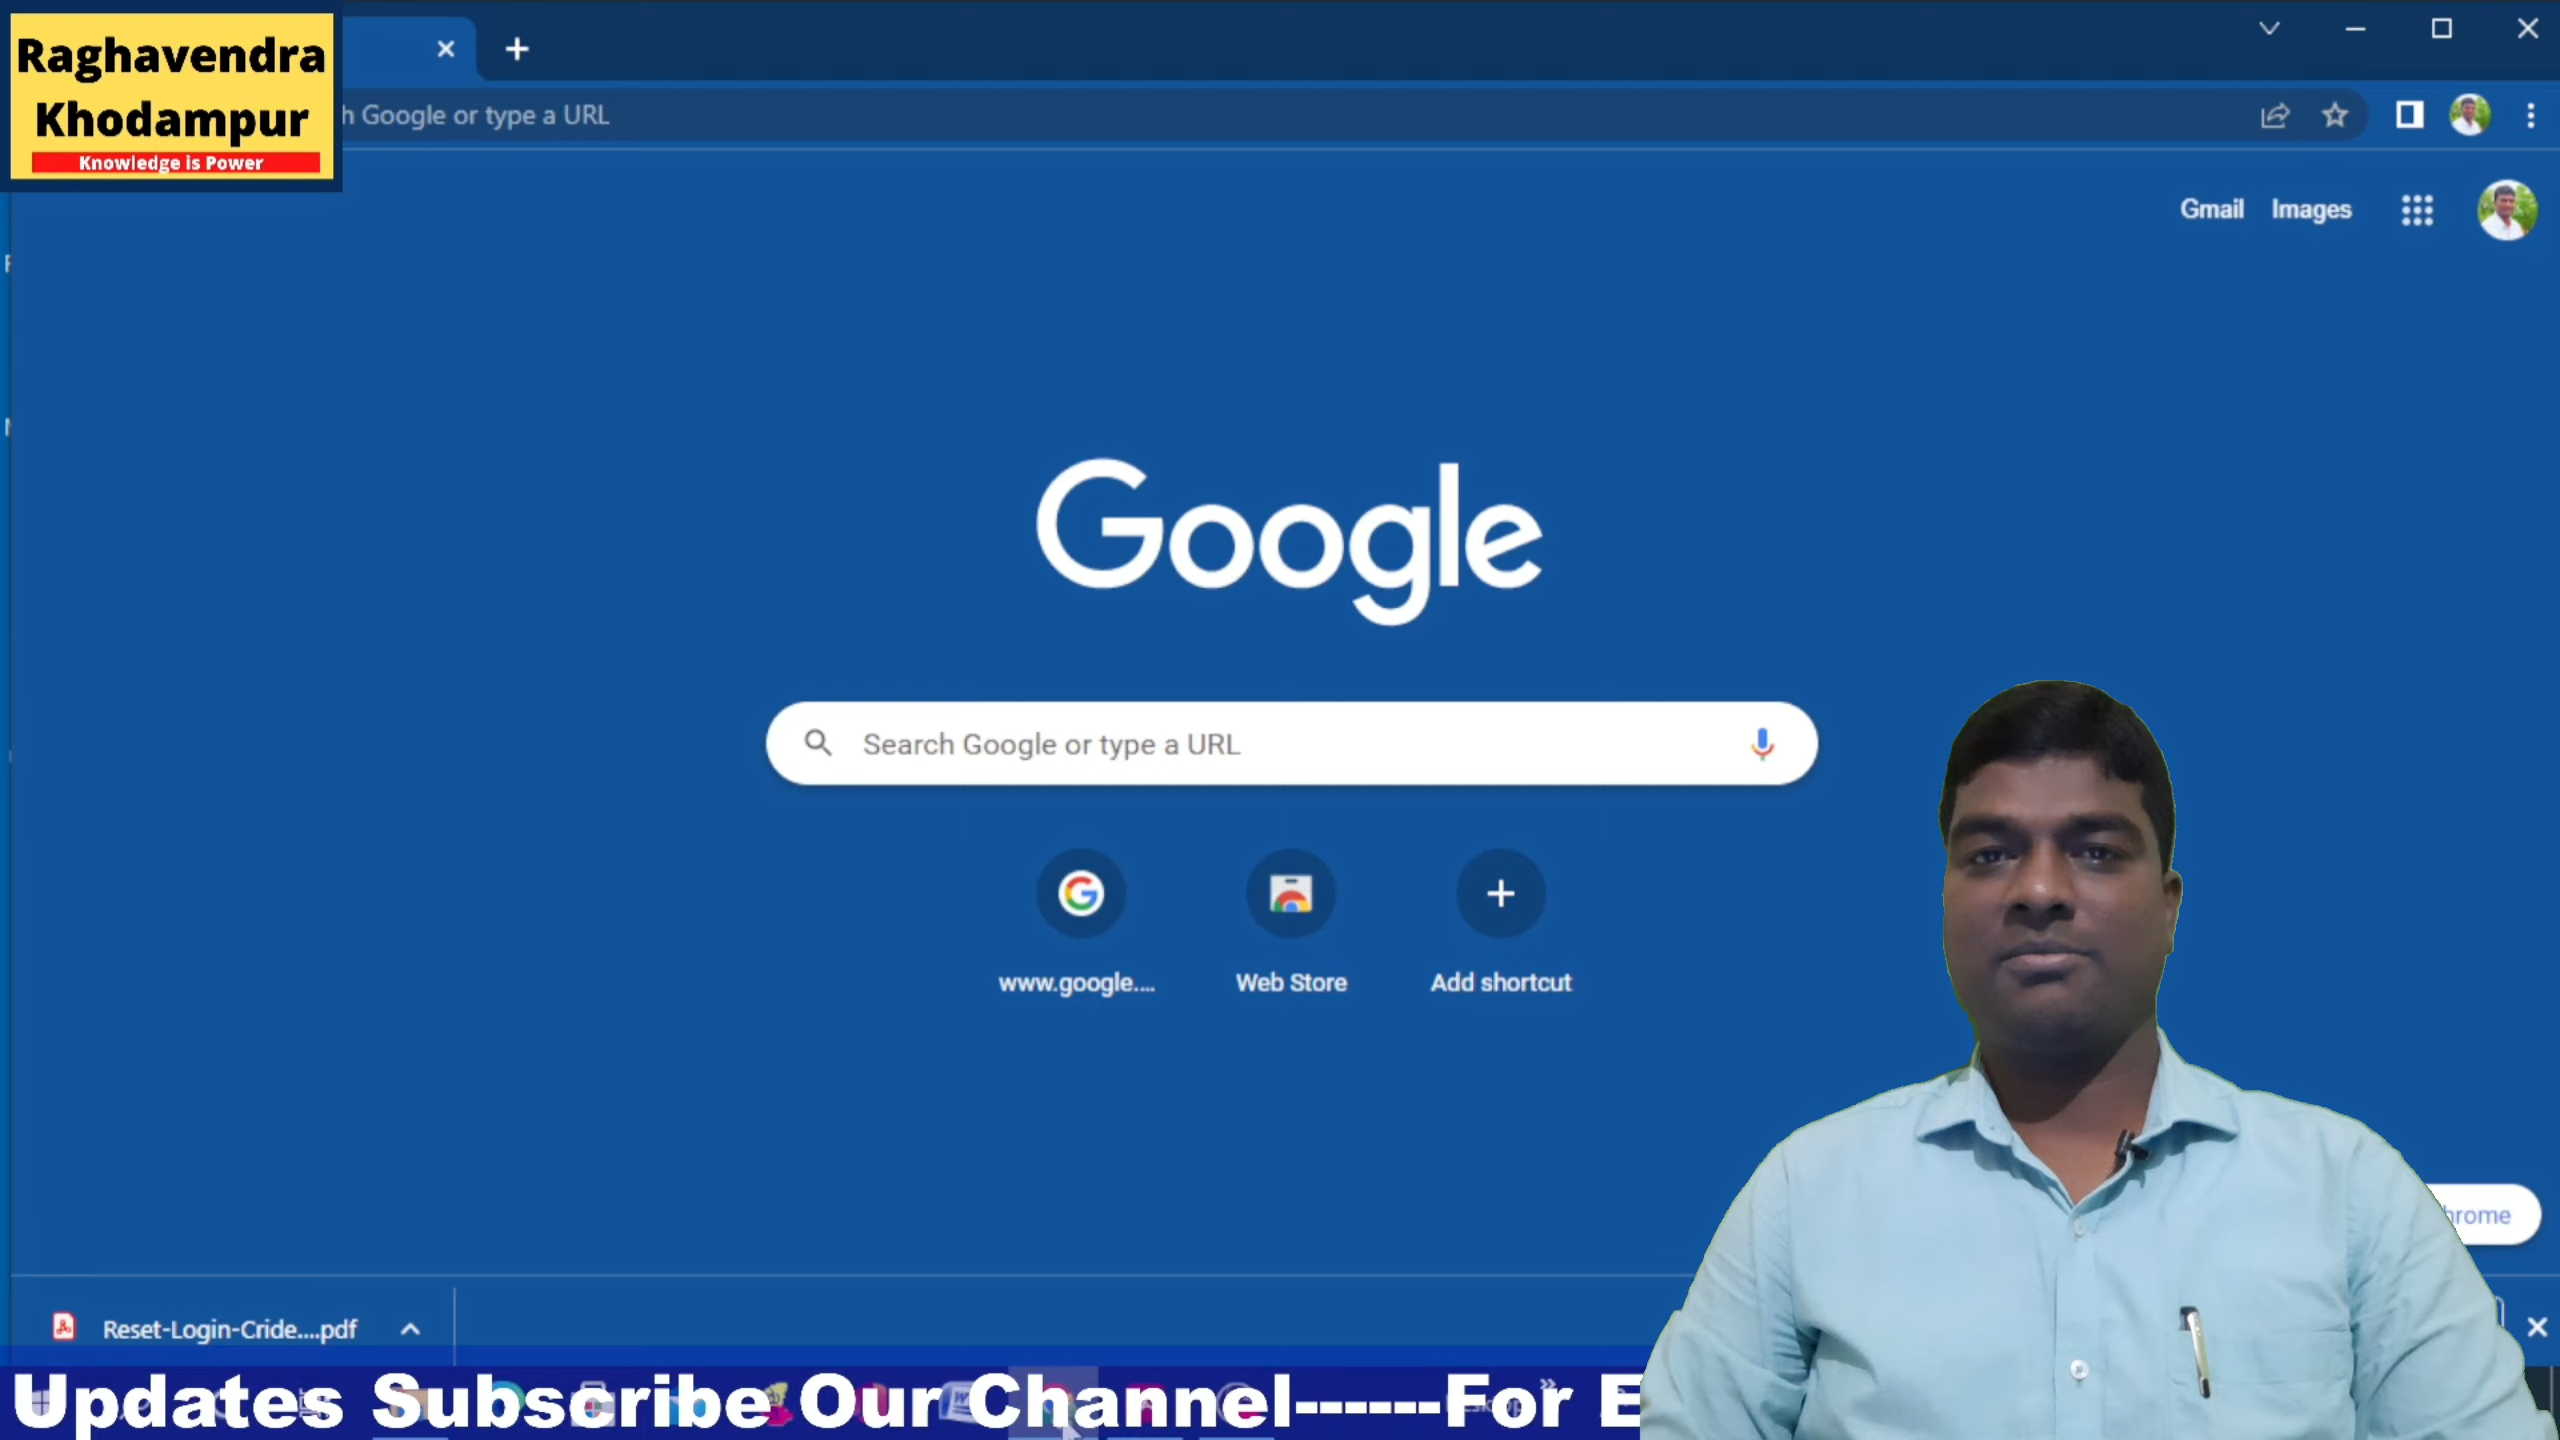 Raghavendra
Khodampur
Knowledge is Power
h Google or type a URL
Gmail Images
Google
Search Google or type a URL
www.google....
Web Store
Add shortcut
hrome
Reset-Login-Cride....pdf
Updates Subscribe Our Channel------For E